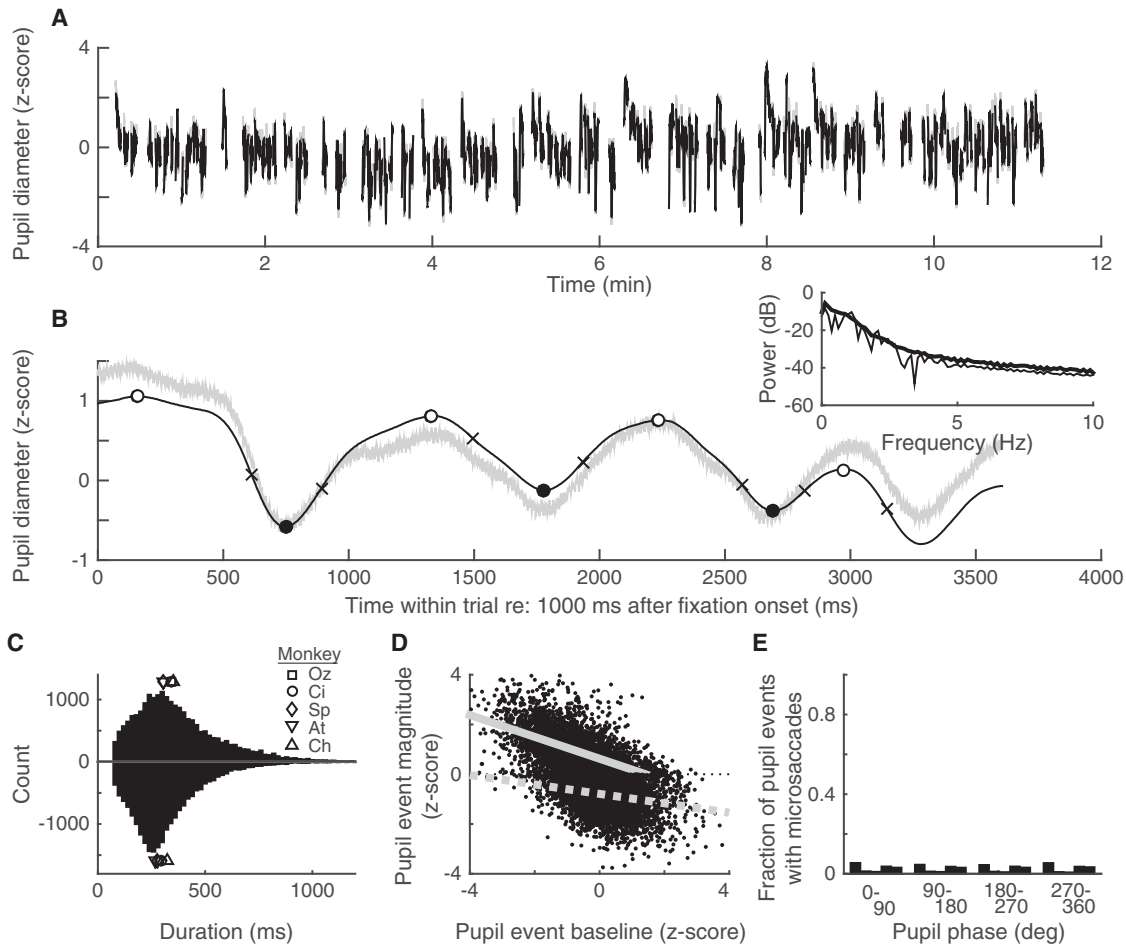 A
Pupil diameter (z-score)
4
0
-4
0
2
4
6
8
10
12
Time (min)
B
Pupil diameter (z-score)
1
0
-1
0
500
1000
1500
2000
2500
3000
3500
4000
Time within trial re: 1000 ms after fixation onset (ms)
Power (dB)
0
-20
-40
-60
0
5
10
Frequency (Hz)
C
Count
1000
0
-1000
0
500
1000
Duration (ms)
Monkey
Oz
Ci
Sp
At
Ch
D
Pupil event magnitude
(z-score)
4
0
-4
-4
0
4
Pupil event baseline (z-score)
E
Fraction of pupil events
with microsaccades
0.8
0.4
0
0-
90
90-
180
180-
270
270-
360
Pupil phase (deg)